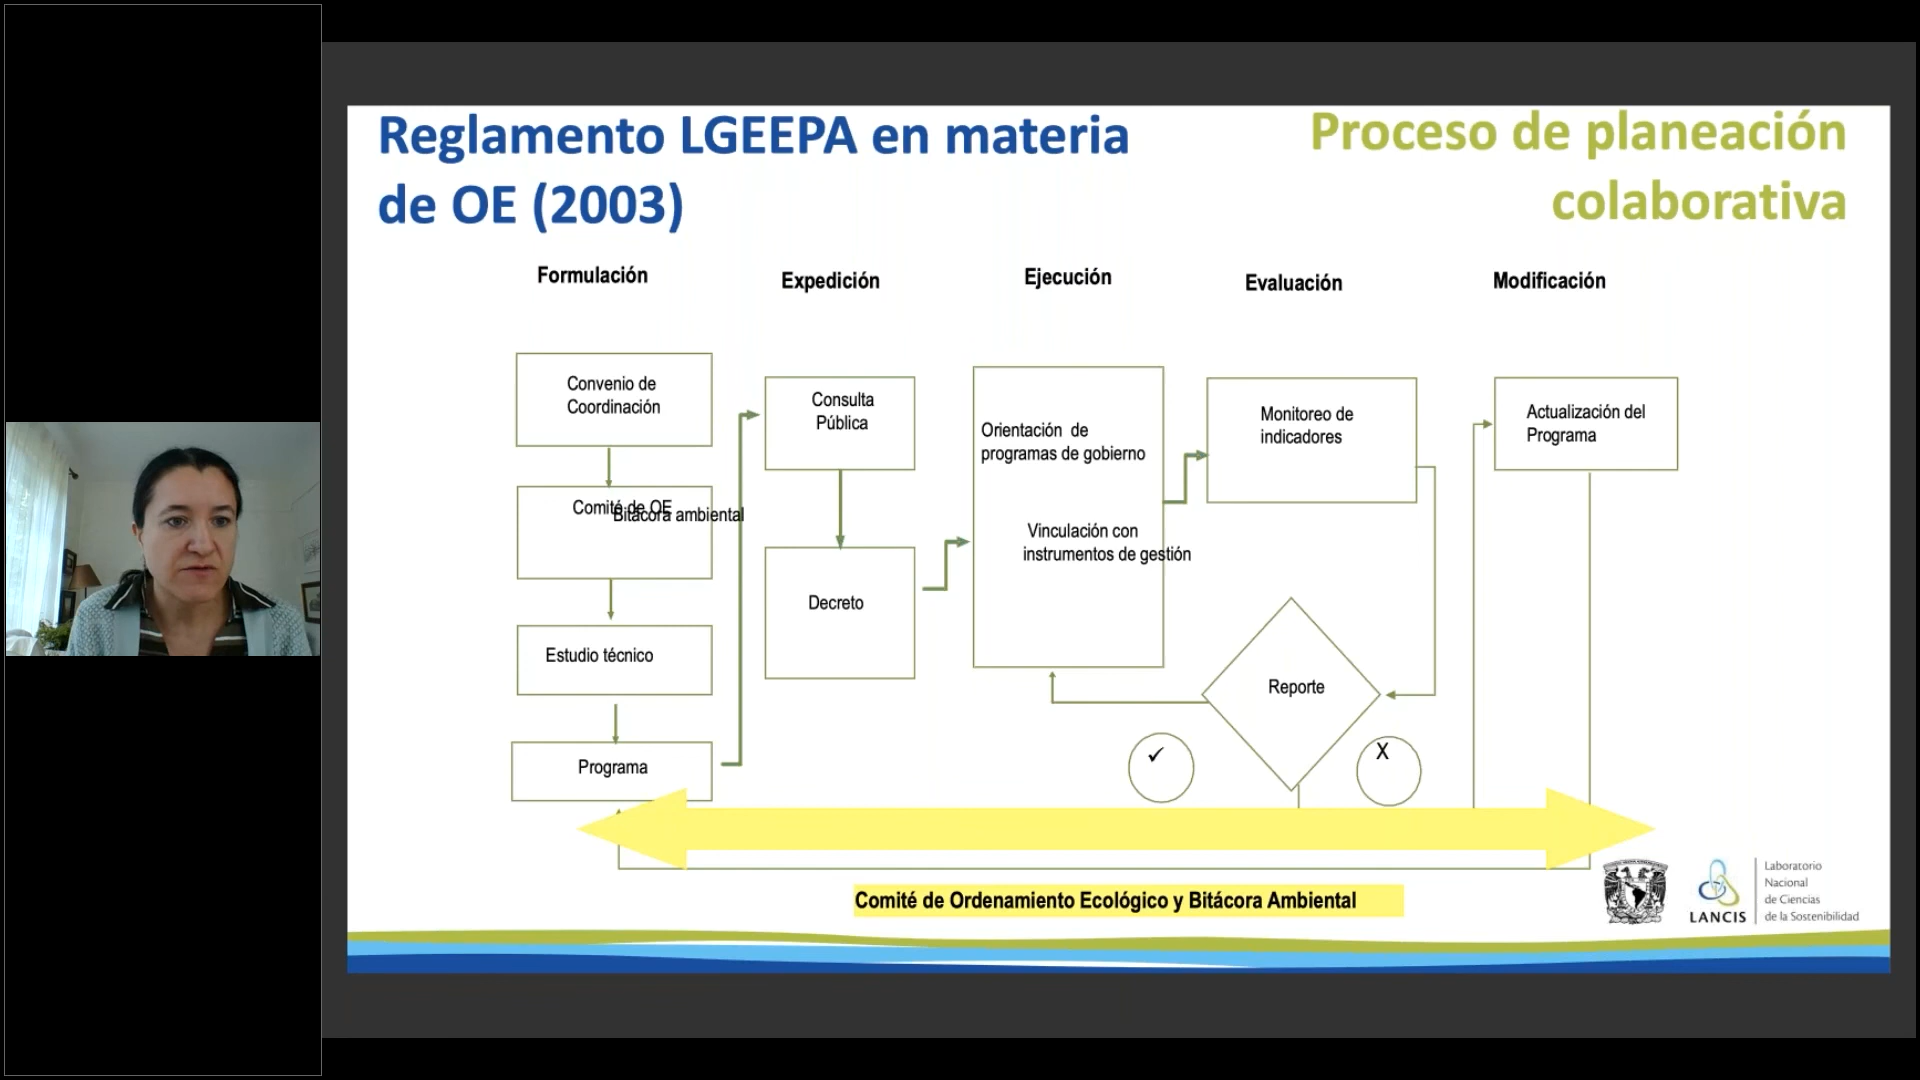 Reglamento LGEEPA en materia
de OE (2003)
Proceso de planeación
colaborativa
Formulación
Expedición
Ejecución
Evaluación
Modificación
Convenio de
Coordinación
Comité de OE
Bitácora ambiental
Estudio técnico
Programa
Consulta
Pública
Decreto
Orientación de
programas de gobierno
Vinculación con
instrumentos de gestión
Monitoreo de
indicadores
Reporte
✓
X
Actualización del
Programa
Comité de Ordenamiento Ecológico y Bitácora Ambiental
LANCIS
Laboratorio
Nacional
de Ciencias
de la Sostenibilidad